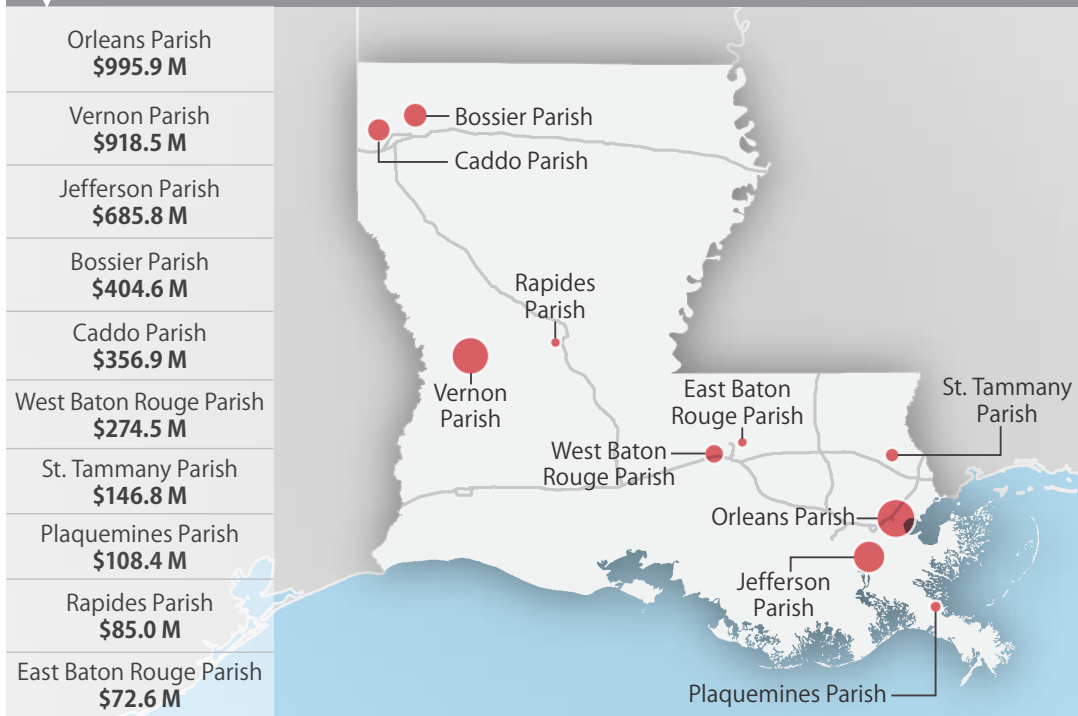 Orleans Parish
$995.9 M
Vernon Parish
$918.5 M
Jefferson Parish
$685.8 M
Bossier Parish
$404.6 M
Caddo Parish
$356.9 M
West Baton Rouge Parish
$274.5 M
St. Tammany Parish
$146.8 M
Plaquemines Parish
$108.4 M
Rapides Parish
$85.0 M
East Baton Rouge Parish
$72.6 M
Bossier Parish
Caddo Parish
Rapides
Parish
Vernon
Parish
East Baton
Rouge Parish
St. Tammany
Parish
West Baton
Rouge Parish
Orleans Parish
Jefferson
Parish
Plaquemines Parish